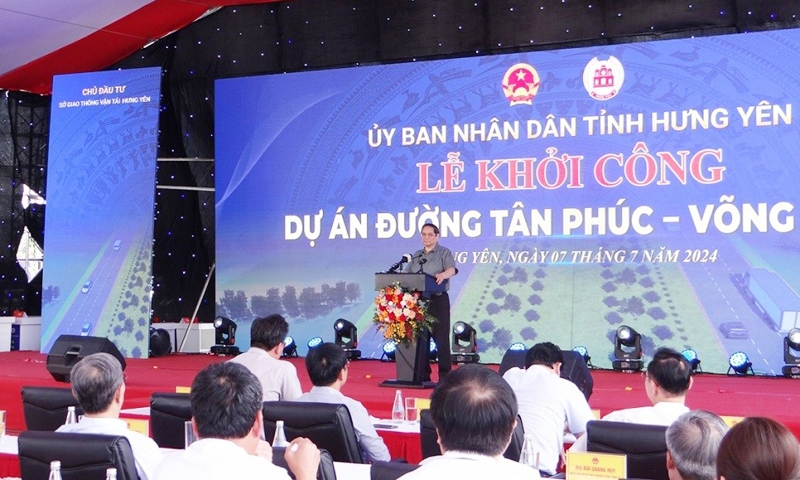 CHỦ ĐẦU TƯ
SỞ GIAO THÔNG VẬN TẢI HƯNG YÊN
ỦY BAN NHÂN DÂN TỈNH HƯNG YÊN
LỄ KHỞI CÔNG
DỰ ÁN ĐƯỜNG TÂN PHÚC – VÕNG
YÊN, NGÀY 07 THÁNG 7 NĂM 2024